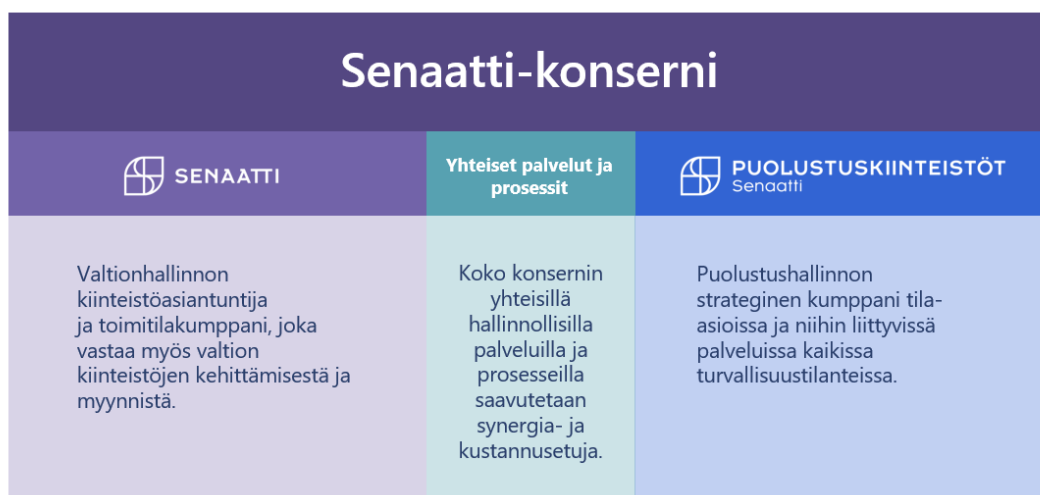 Senaatti-konserni
SENAATTI
Valtionhallinnon
kiinteistöasiantuntija
ja toimitilakumppani, joka
vastaa myös valtion
kiinteistöjen kehittämisestä ja
myynnistä.
Yhteiset palvelut ja
prosessit
Koko konsernin
yhteisillä
hallinnollisilla
palveluilla ja
prosesseilla
saavutetaan
synergia- ja
kustannusetuja.
PUOLUSTUSKIINTEISTÖT
Senaatti
Puolustushallinnon
strateginen kumppani tila-
asioissa ja niihin liittyvissä
palveluissa kaikissa
turvallisuustilanteissa.